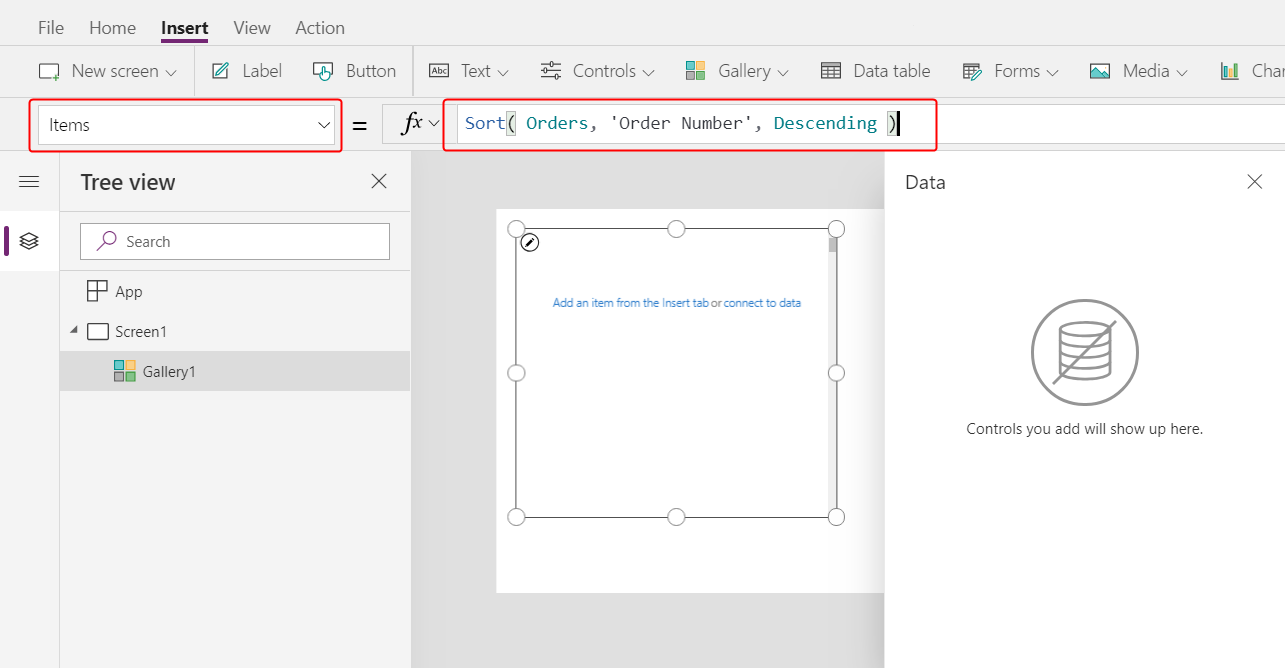 File Home Insert View Action
New screen Label Button Abc Text Controls Gallery Data table Forms Media Char
Items = fx Sort( Orders, 'Order Number', Descending )
Tree view
Data
Search
App
Screen1
Gallery1
Add an item from the Insert tab or connect to data
Controls you add will show up here.